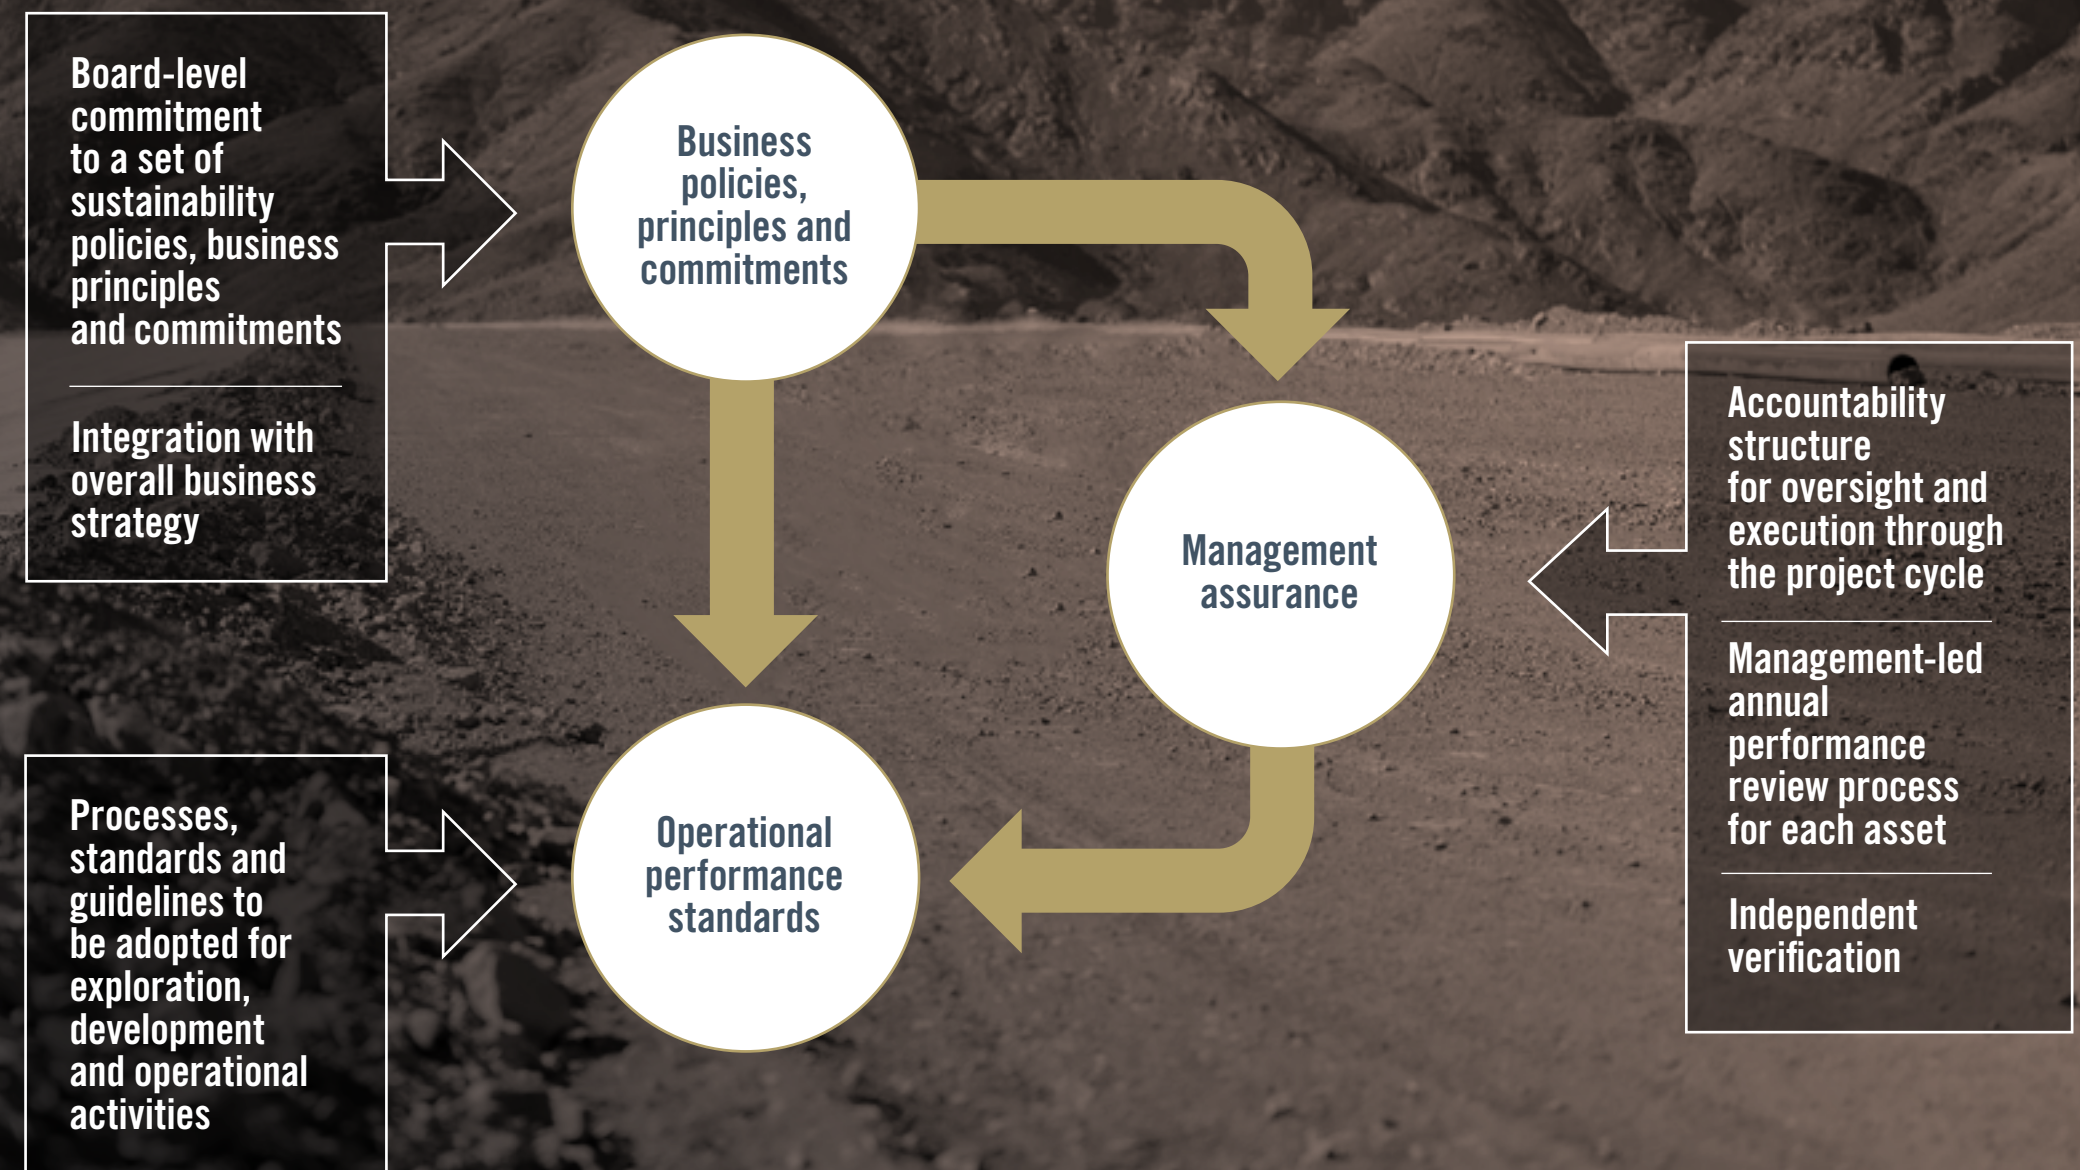 Board-level
commitment
to a set of
sustainability
policies, business
principles
and commitments
Integration with
overall business
strategy
Business
policies,
principles and
commitments
Management
assurance
Accountability
structure
for oversight and
execution through
the project cycle
Management-led
annual
performance
review process
for each asset
Independent
verification
Processes,
standards and
guidelines to
be adopted for
exploration,
development
and operational
activities
Operational
performance
standards